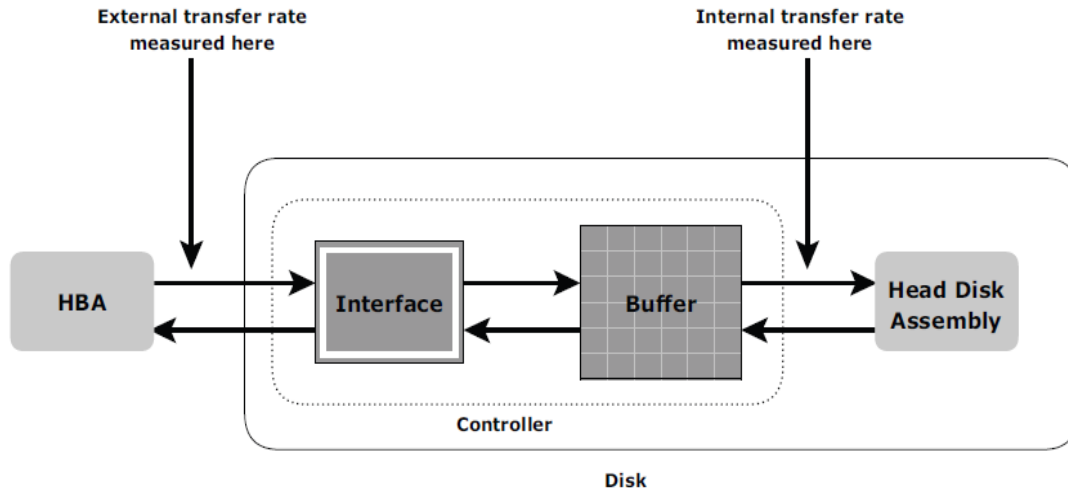 External transfer rate
measured here
Internal transfer rate
measured here
HBA
Interface
Buffer
Head Disk
Assembly
Controller
Disk